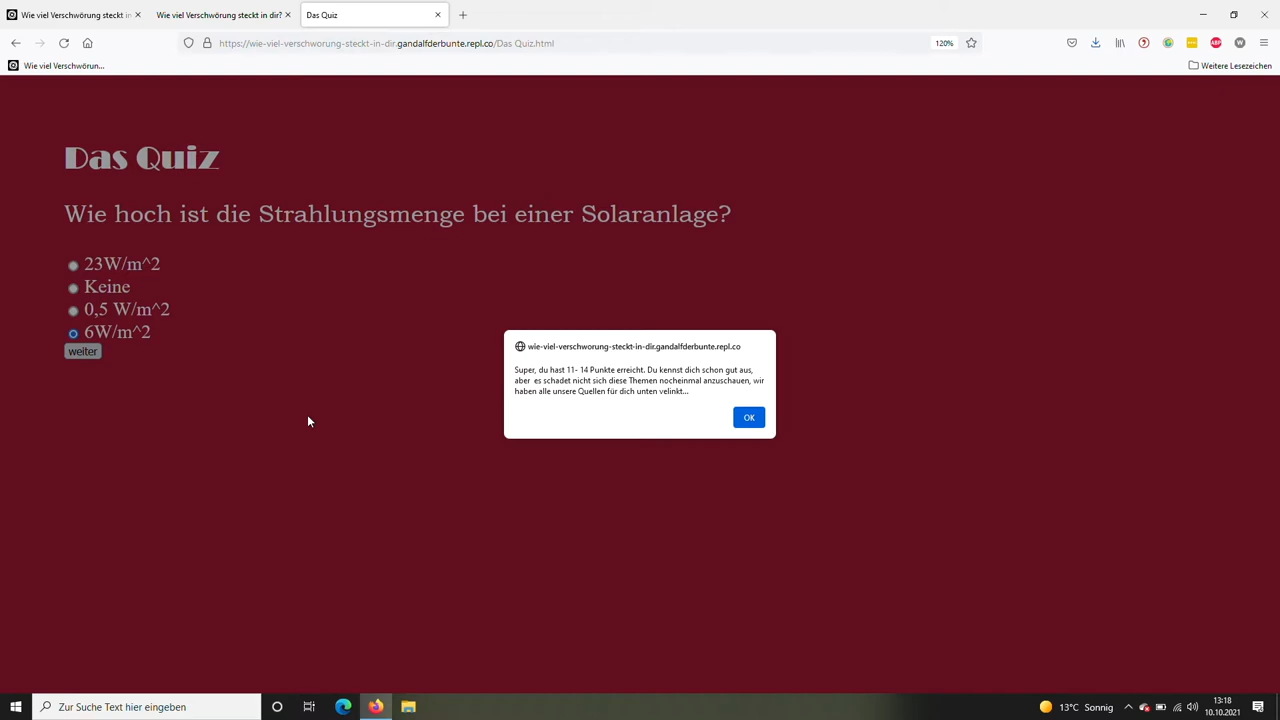 Wie viel Verschwörung steckt in
Wie viel Verschwörung steckt in dir?
Das Quiz
https://wie-viel-verschworung-steckt-in-dir.gandalfderbunte.repl.co/Das Quiz.html
120%
ABP
W
Wie viel Verschwörun...
Weitere Lesezeichen
Das Quiz
Wie hoch ist die Strahlungsmenge bei einer Solaranlage?
23W/m^2
Keine
0,5 W/m^2
6W/m^2
weiter
wie-viel-verschworung-steckt-in-dir.gandalfderbunte.repl.co
Super, du hast 11- 14 Punkte erreicht. Du kennst dich schon gut aus,
aber es schadet nicht sich diese Themen nocheinmal anzuschauen, wir
haben alle unsere Quellen für dich unten velinkt...
OK
Zur Suche Text hier eingeben
13°C Sonnig
13:18
10.10.2021